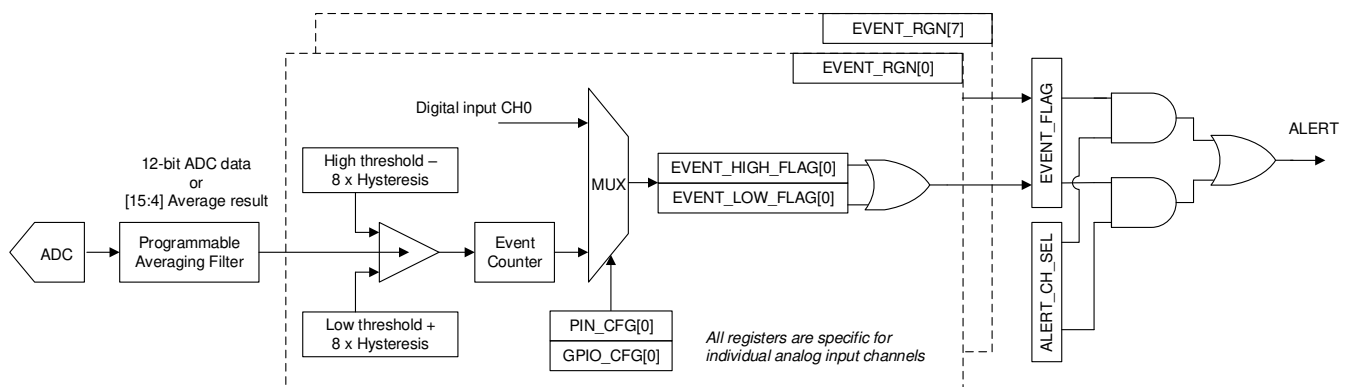 EVENT_RGN[7]
EVENT_RGN[0]
Digital input CH0
12-bit ADC data
or
[15:4] Average result
High threshold –
8 x Hysteresis
ADC
Programmable
Averaging Filter
Event
Counter
MUX
EVENT_HIGH_FLAG[0]
EVENT_LOW_FLAG[0]
EVENT_FLAG
ALERT
Low threshold +
8 x Hysteresis
PIN_CFG[0]
GPIO_CFG[0]
All registers are specific for
individual analog input channels
ALERT_CH_SEL